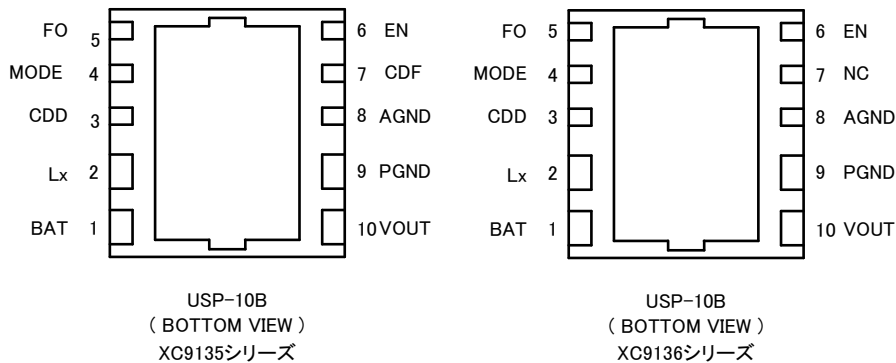 FO 5 6 EN
MODE 4 7 CDF
CDD 3 8 AGND
Lx 2 9 PGND
BAT 1 10 VOUT
USP-10B
( BOTTOM VIEW )
XC9135シリーズ
FO 5 6 EN
MODE 4 7 NC
CDD 3 8 AGND
Lx 2 9 PGND
BAT 1 10 VOUT
USP-10B
( BOTTOM VIEW )
XC9136シリーズ